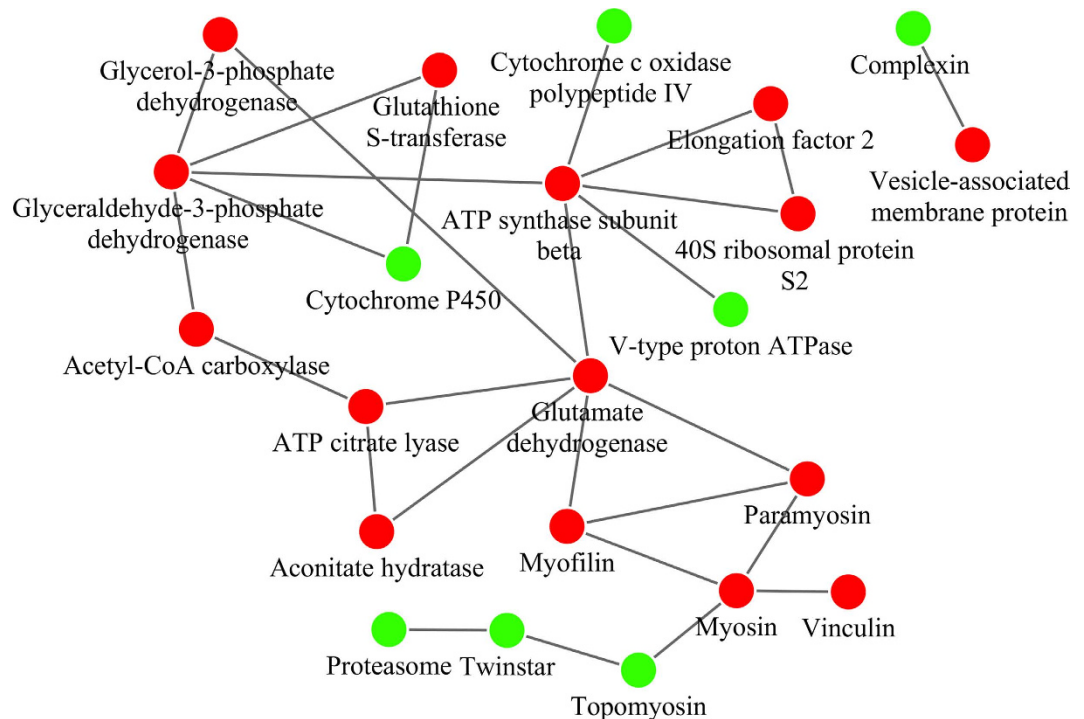 Glycerol-3-phosphate
dehydrogenase
Glutathione
S-transferase
Cytochrome c oxidase
polypeptide IV
Complexin
Elongation factor 2
Vesicle-associated
membrane protein
Glyceraldehyde-3-phosphate
dehydrogenase
ATP synthase subunit
beta
40S ribosomal protein
S2
Cytochrome P450
V-type proton ATPase
Acetyl-CoA carboxylase
Glutamate
dehydrogenase
ATP citrate lyase
Paramyosin
Aconitate hydratase
Myofilin
Myosin
Vinculin
Proteasome
Twinstar
Topomyosin